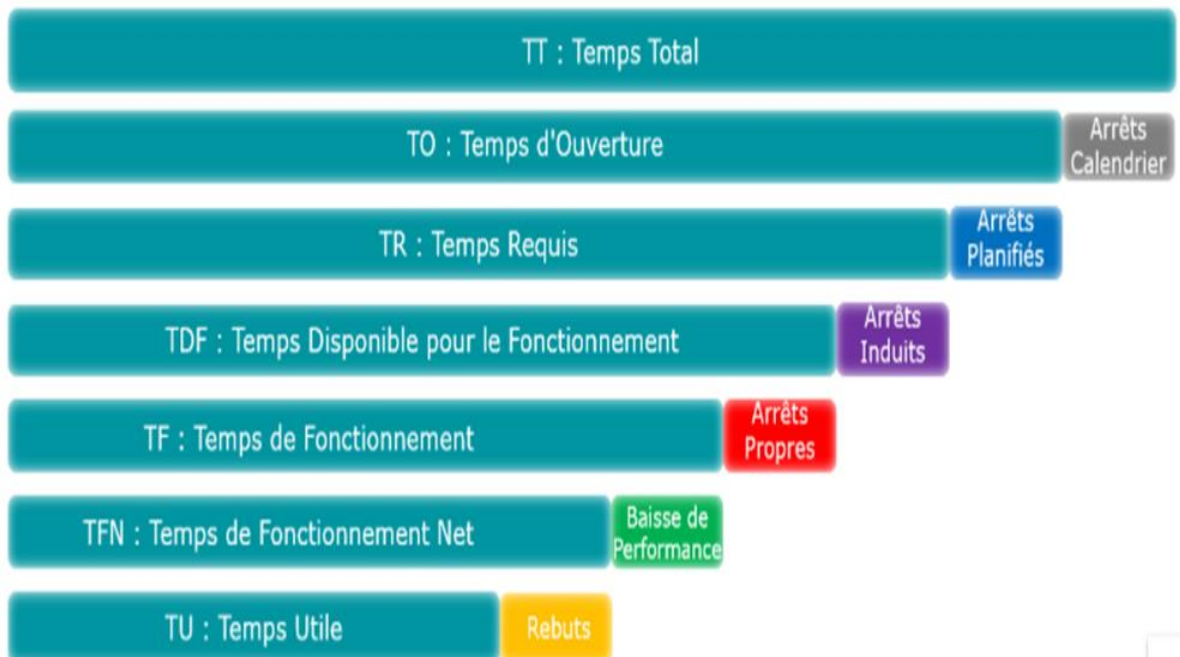 TT : Temps Total
TO : Temps d'Ouverture
Arrêts
Calendrier
TR : Temps Requis
Arrêts
Planifiés
TDF : Temps Disponible pour le Fonctionnement
Arrêts
Induits
TF : Temps de Fonctionnement
Arrêts
Propres
TFN : Temps de Fonctionnement Net
Baisse de
Performance
TU : Temps Utile
Rebuts